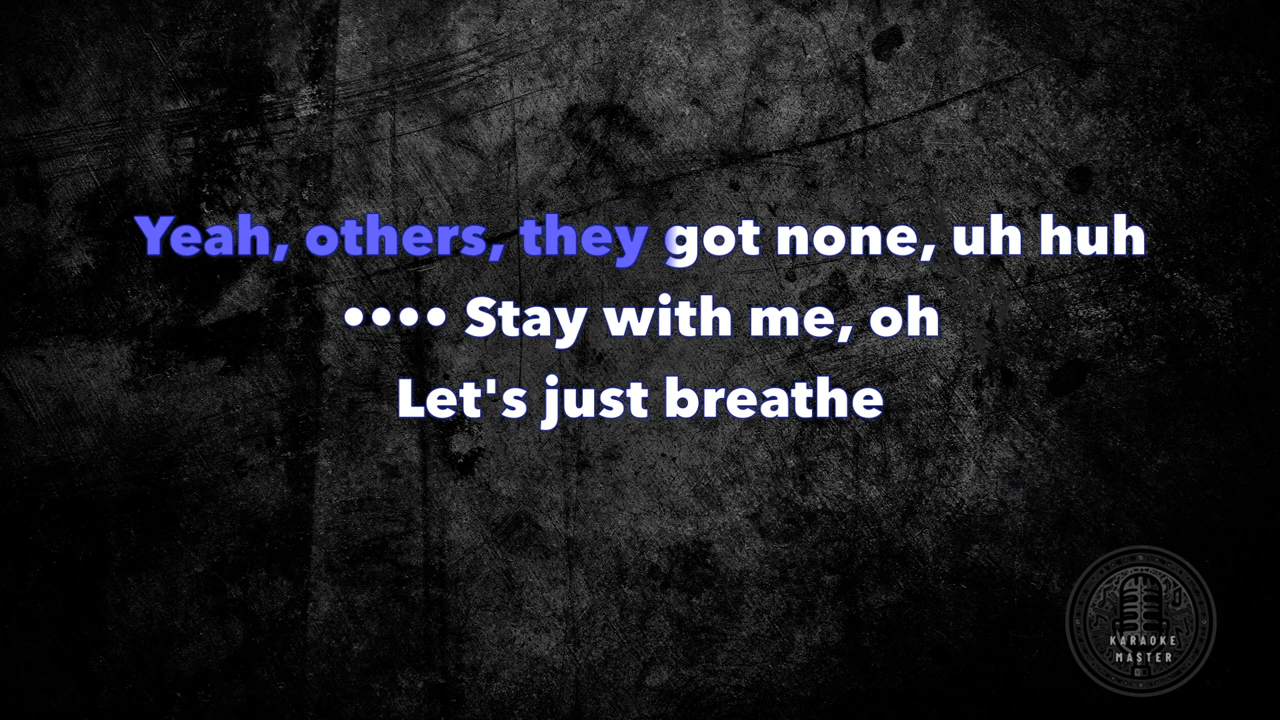 Yeah, others, they got none, uh huh
•••• Stay with me, oh
Let's just breathe
KARAOKE
MASTER